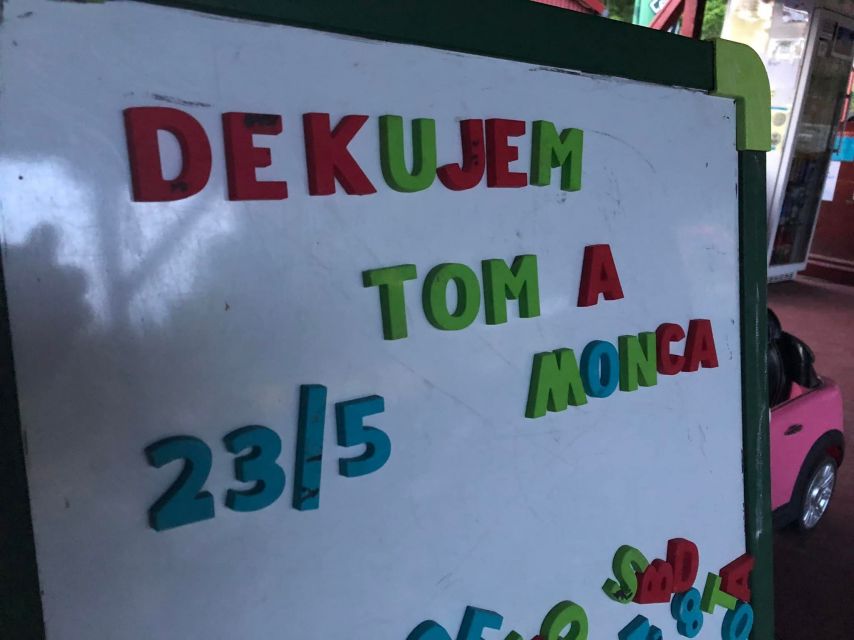 DEKUJEM
TOM A
MONCA
23/5